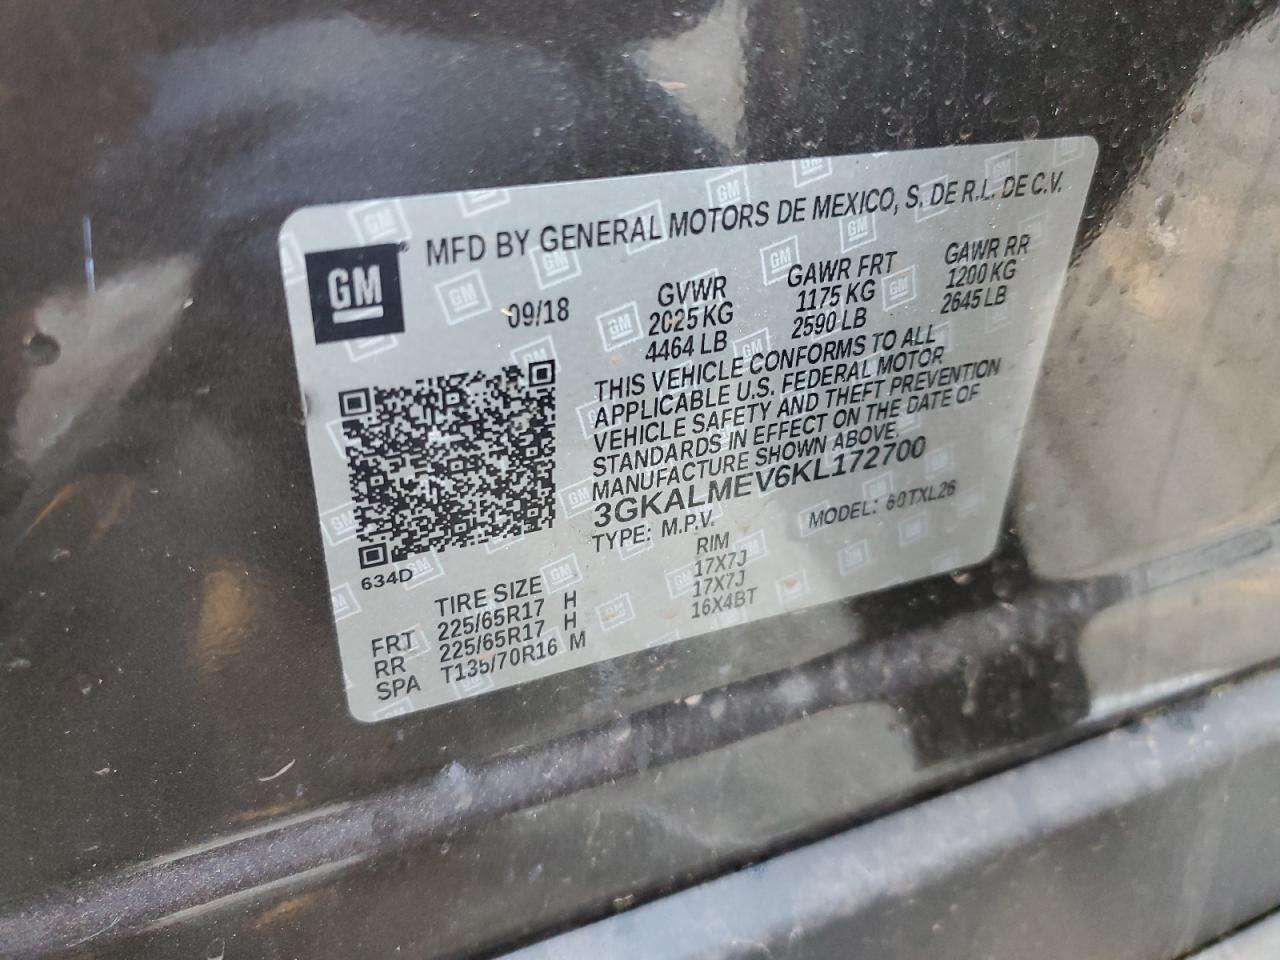 MFD BY GENERAL MOTORS DE MEXICO, S. DE R.L. DE C.V.
GM
09/18
GVWR
2025 KG
4464 LB
GAWR FRT
1175 KG
2590 LB
GAWR RR
1200 KG
2645 LB
THIS VEHICLE CONFORMS TO ALL
APPLICABLE U.S. FEDERAL MOTOR
VEHICLE SAFETY AND THEFT PREVENTION
STANDARDS IN EFFECT ON THE DATE OF
MANUFACTURE SHOWN ABOVE.
3GKALMEV6KL172700
TYPE: M.P.V. MODEL: 60TXL26
634D
TIRE SIZE RIM
FRT 225/65R17 H 17X7J
RR 225/65R17 H 17X7J
SPA T135/70R16 M 16X4BT